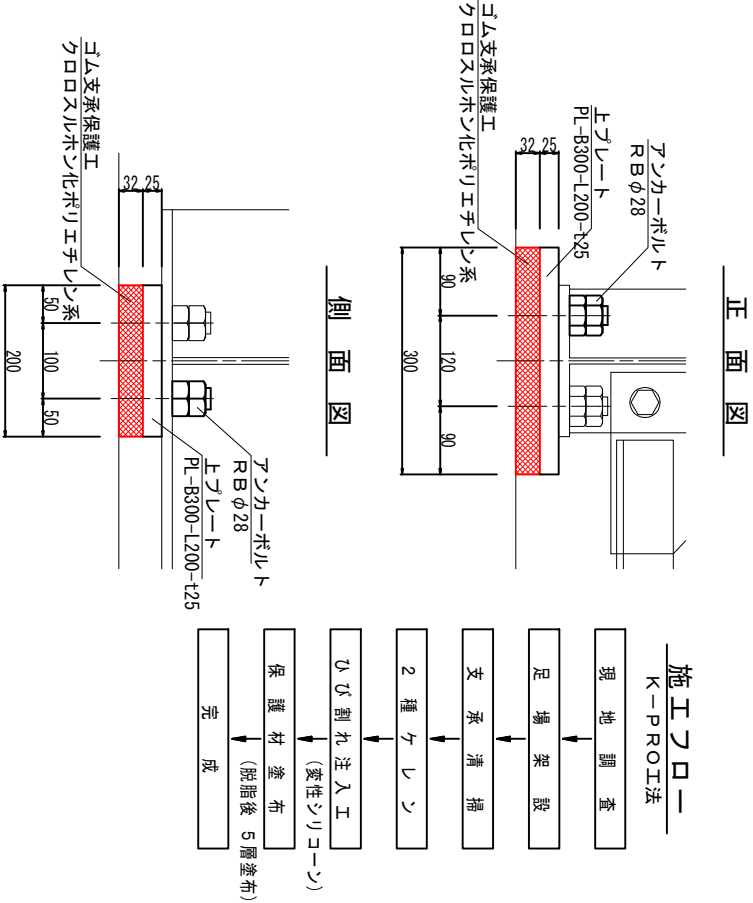 正面図
アンカーボルト
RBφ28
上プレート
PL-B300-L200-t25
32
25
ゴム支承保護工
クロロスルホン化ポリエチレン系
90
120
90
300
側面図
アンカーボルト
RBφ28
上プレート
PL-B300-L200-t25
32
25
ゴム支承保護工
クロロスルホン化ポリエチレン系
50
100
50
200
施工フロー
K-PRO工法
現地調査
足場架設
支承清掃
2種ケレン
ひび割れ注入工
(変性シリコーン)
保護材塗布
(脱脂後 5層塗布)
完成